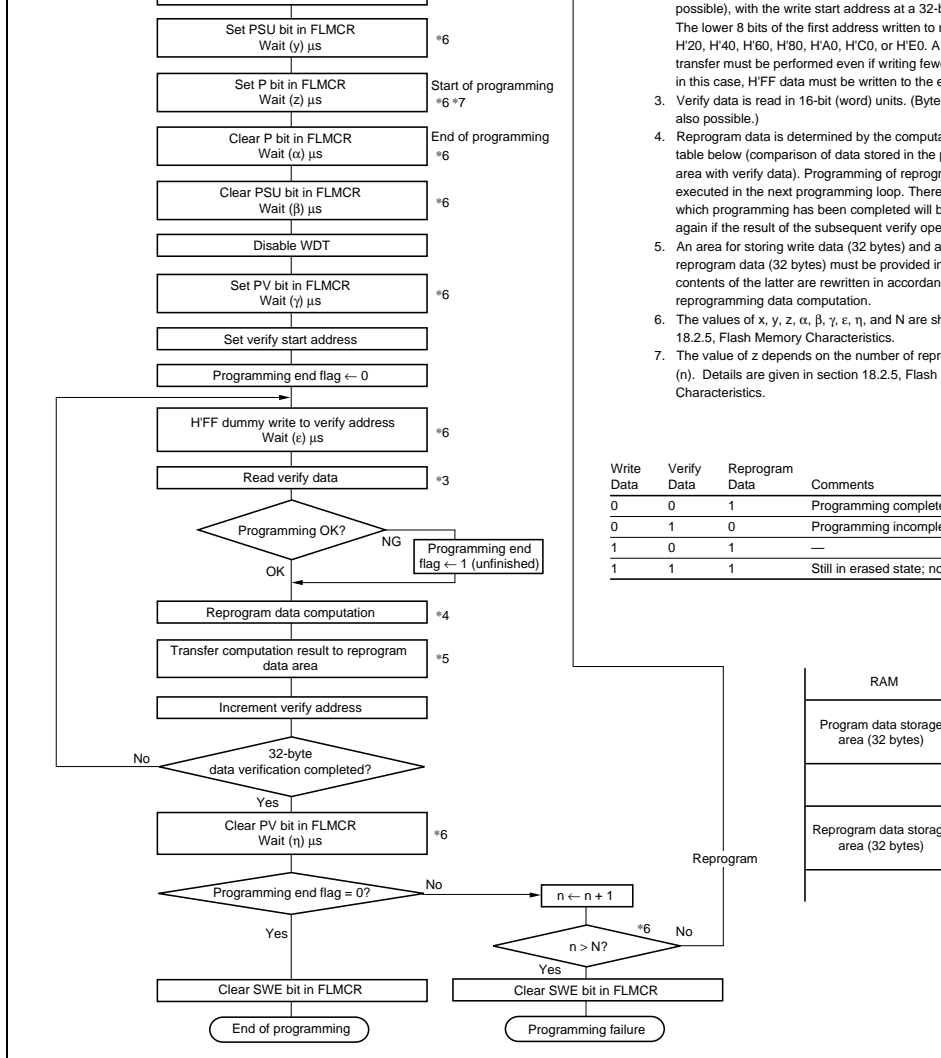 Set PSU bit in FLMCR
Wait (y) µs
*6
Set P bit in FLMCR
Wait (z) µs
Start of programming
*6 *7
Clear P bit in FLMCR
Wait (α) µs
End of programming
*6
Clear PSU bit in FLMCR
Wait (β) µs
*6
Disable WDT
Set PV bit in FLMCR
Wait (γ) µs
*6
Set verify start address
Programming end flag ← 0
H'FF dummy write to verify address
Wait (ε) µs
*6
Read verify data
*3
Programming OK?
NG
Programming end
flag ← 1 (unfinished)
OK
Reprogram data computation
*4
Transfer computation result to reprogram
data area
*5
Increment verify address
32-byte
data verification completed?
No
Yes
Clear PV bit in FLMCR
Wait (η) µs
*6
Programming end flag = 0?
No
Yes
n ← n + 1
n > N?
*6
No
Yes
Reprogram
Clear SWE bit in FLMCR
Clear SWE bit in FLMCR
End of programming
Programming failure
possible), with the write start address at a 32-
The lower 8 bits of the first address written to
H'20, H'40, H'60, H'80, H'A0, H'C0, or H'E0. A
transfer must be performed even if writing
in this case, H'FF data must be written to the
3. Verify data is read in 16-bit (word) units. (Byte
also possible.)
4. Reprogram data is determined by the
table below (comparison of data stored in the
area with verify data). Programming of
executed in the next programming loop.
which programming has been completed will
again if the result of the subsequent verify
5. An area for storing write data (32 bytes) and a
reprogram data (32 bytes) must be provided
contents of the latter are rewritten in
reprogramming data computation.
6. The values of x, y, z, α, β, γ, ε, η, and N are
18.2.5, Flash Memory Characteristics.
7. The value of z depends on the number of
(n). Details are given in section 18.2.5, Flash
Characteristics.
Write Verify Reprogram
Data Data Data Comments
0 0 1 Programming
0 1 0 Programming
1 0 1 —
1 1 1 Still in erased state;
RAM
Program data storage
area (32 bytes)
Reprogram data
area (32 bytes)